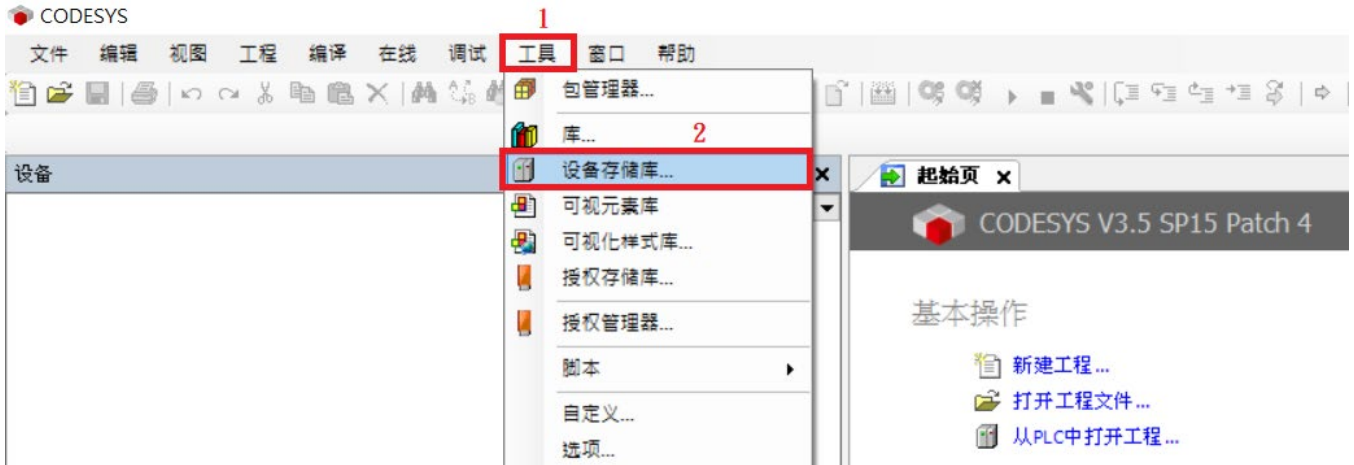 CODESYS
1
文件 编辑 视图 工程 编译 在线 调试 工具 窗口 帮助
包管理器...
库...
2
设备存储库...
可视元素库
可视化样式库...
授权存储库...
授权管理器...
脚本
自定义...
选项...
设备
起始页
CODESYS V3.5 SP15 Patch 4
基本操作
新建工程...
打开工程文件...
从PLC中打开工程...